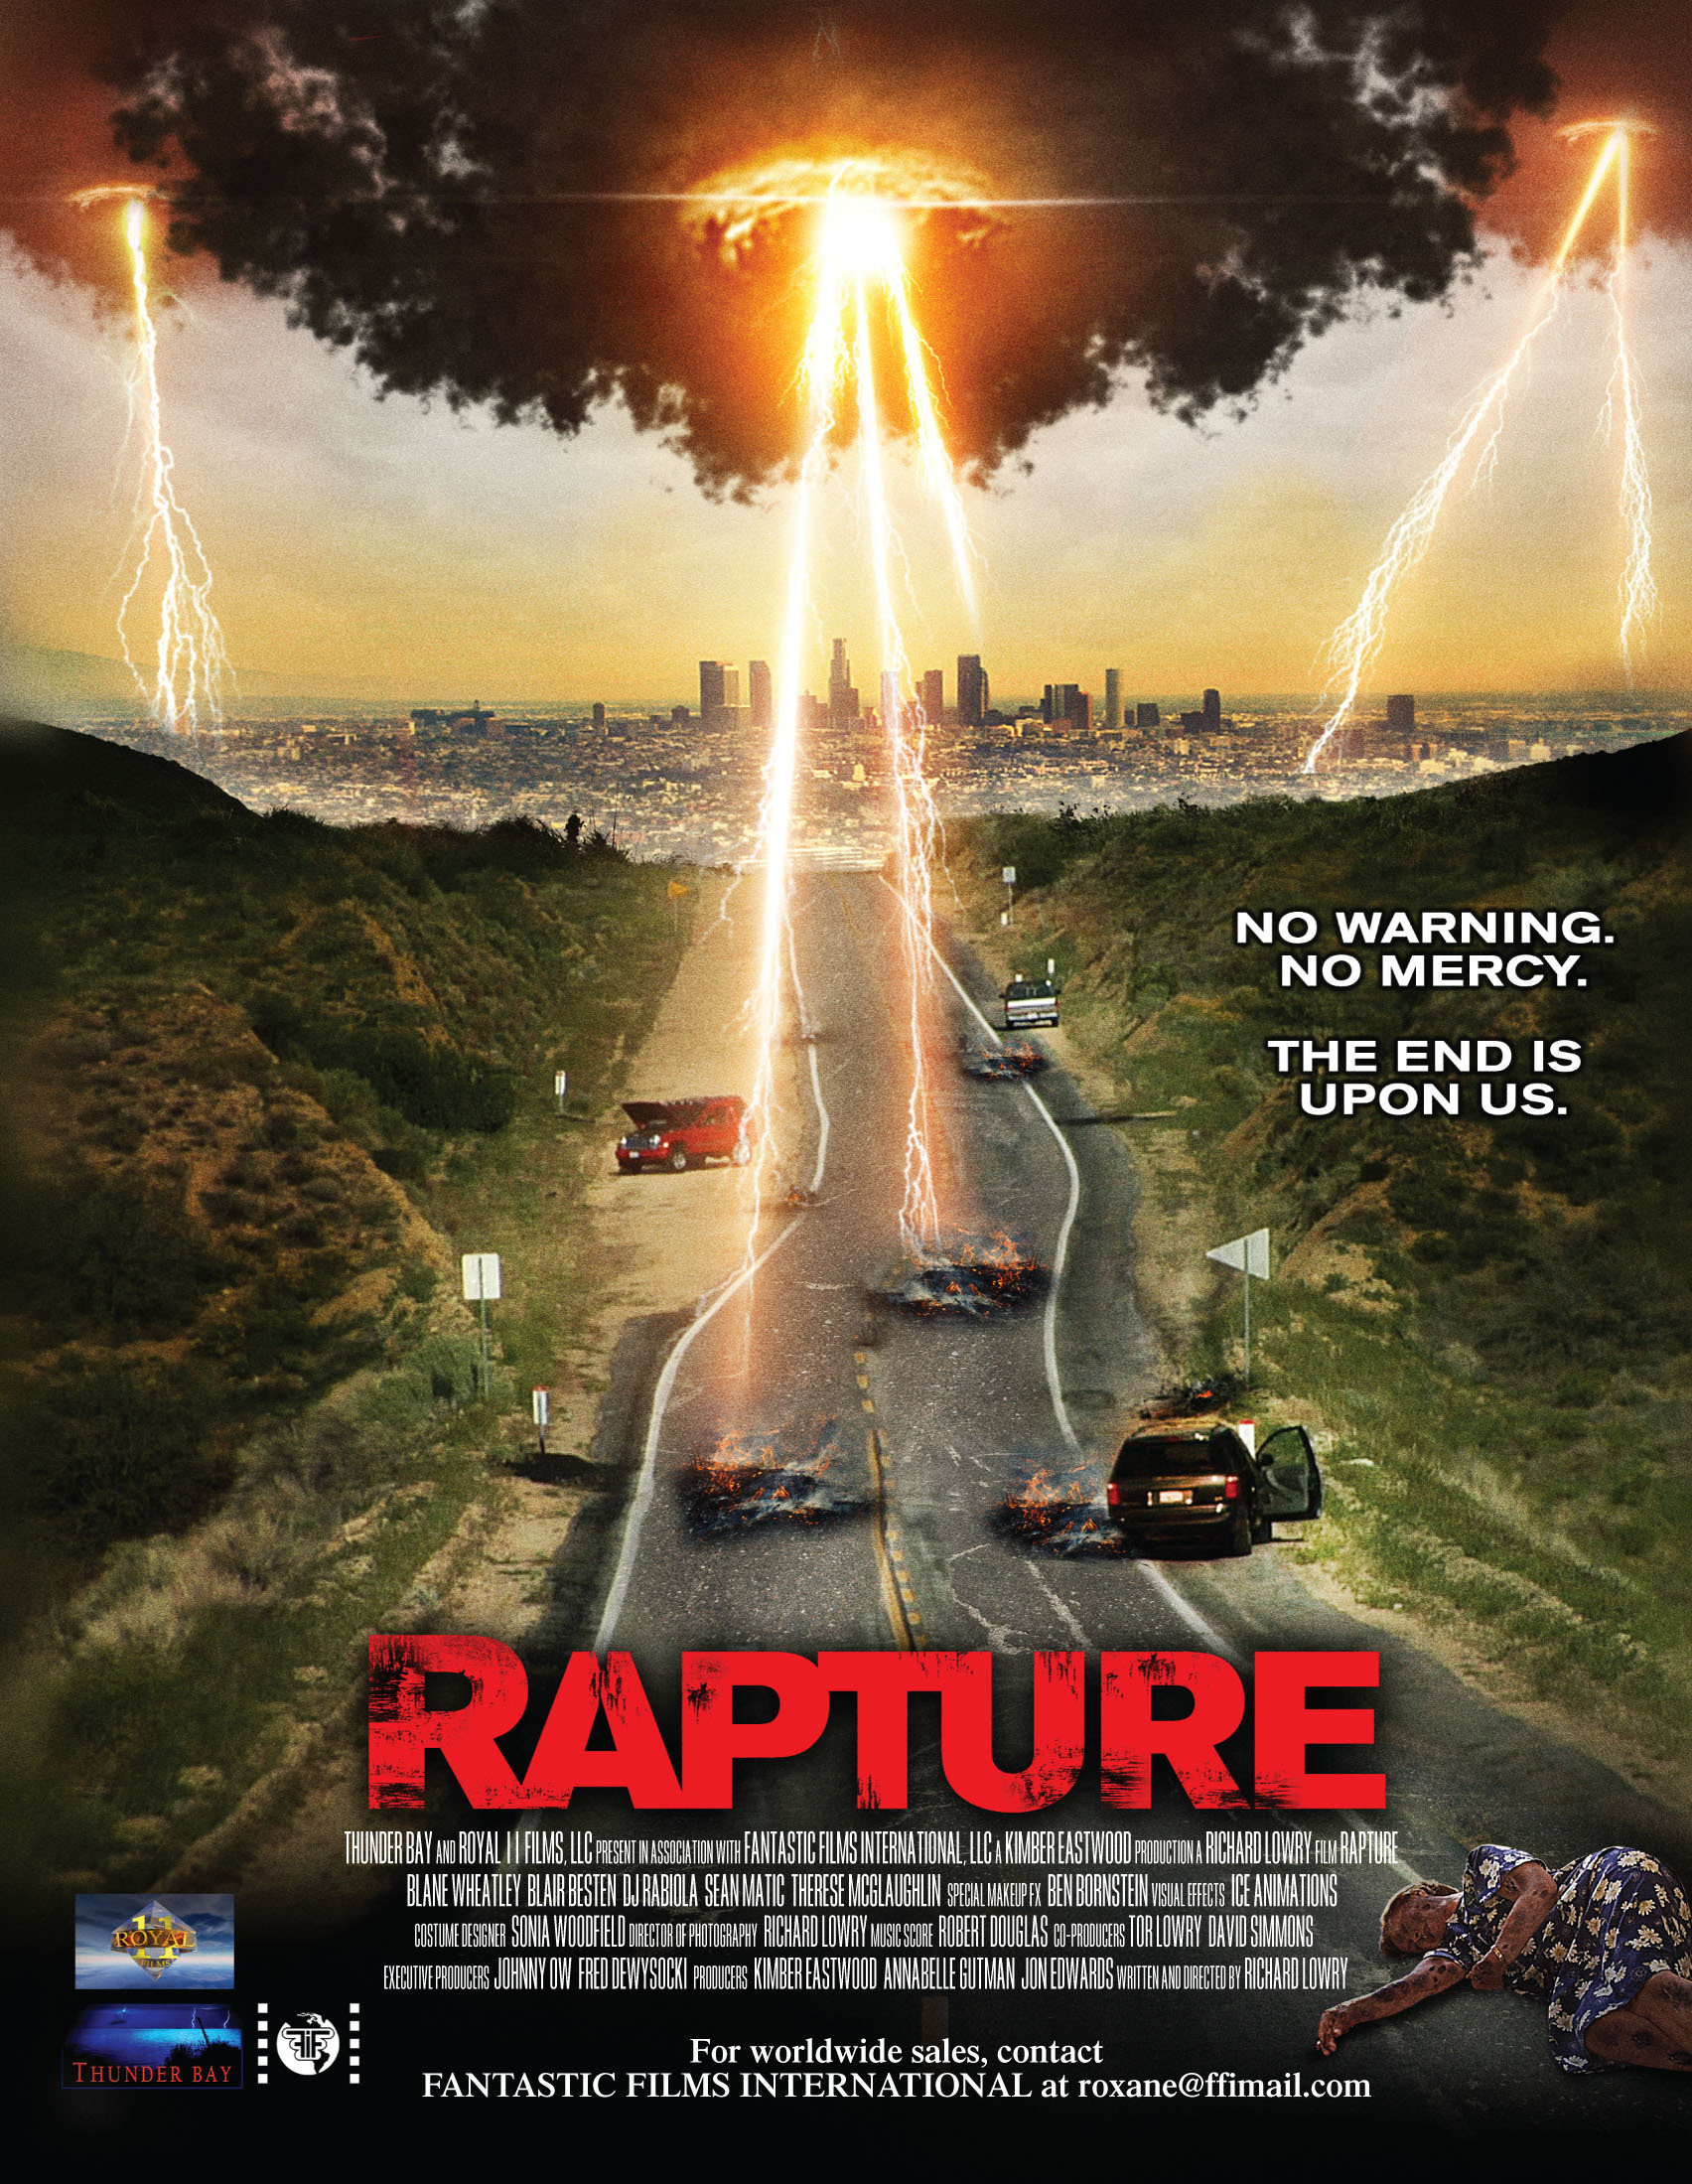 NO WARNING.
NO MERCY.
THE END IS
UPON US.
RAPTURE
THUNDER BAY AND ROYAL 11 FILMS, LLC PRESENT IN ASSOCIATION WITH FANTASTIC FILMS INTERNATIONAL, LLC A KIMBER EASTWOOD PRODUCTION A RICHARD LOWRY FILM RAPTURE
BLANE WHEATLEY BLAIR BESTEN DJ RABIOLA SEAN MATIC THERESE MCGLAUGHLIN SPECIAL MAKEUP FX BEN BORNSTEIN VISUAL EFFECTS ICE ANIMATIONS
COSTUME DESIGNER SONIA WOODFIELD DIRECTOR OF PHOTOGRAPHY RICHARD LOWRY MUSIC SCORE ROBERT DOUGLAS CO-PRODUCERS TOR LOWRY DAVID SIMMONS
EXECUTIVE PRODUCERS JOHNNY OW FRED DEWYSOCKI PRODUCERS KIMBER EASTWOOD ANNABELLE GUTMAN JON EDWARDS WRITTEN AND DIRECTED BY RICHARD LOWRY
11
ROYAL
FILMS
THUNDER BAY
FFI
For worldwide sales, contact
FANTASTIC FILMS INTERNATIONAL at roxane@ffimail.com